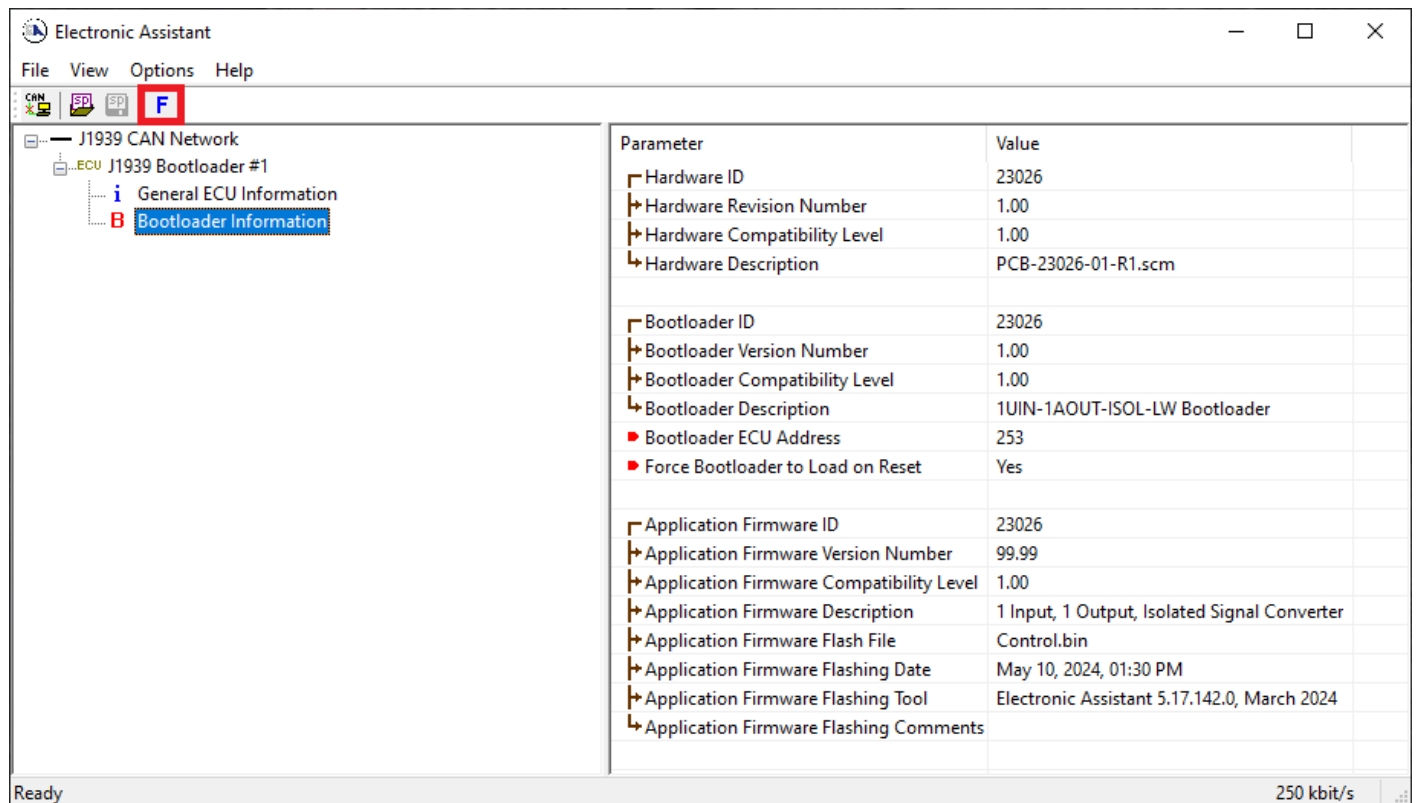 Electronic Assistant
File View Options Help
CAN SP SP F
J1939 CAN Network
ECU J1939 Bootloader #1
i General ECU Information
B Bootloader Information
Parameter Value
Hardware ID 23026
Hardware Revision Number 1.00
Hardware Compatibility Level 1.00
Hardware Description PCB-23026-01-R1.scm
Bootloader ID 23026
Bootloader Version Number 1.00
Bootloader Compatibility Level 1.00
Bootloader Description 1UIN-1AOUT-ISOL-LW Bootloader
Bootloader ECU Address 253
Force Bootloader to Load on Reset Yes
Application Firmware ID 23026
Application Firmware Version Number 99.99
Application Firmware Compatibility Level 1.00
Application Firmware Description 1 Input, 1 Output, Isolated Signal Converter
Application Firmware Flash File Control.bin
Application Firmware Flashing Date May 10, 2024, 01:30 PM
Application Firmware Flashing Tool Electronic Assistant 5.17.142.0, March 2024
Application Firmware Flashing Comments
Ready 250 kbit/s